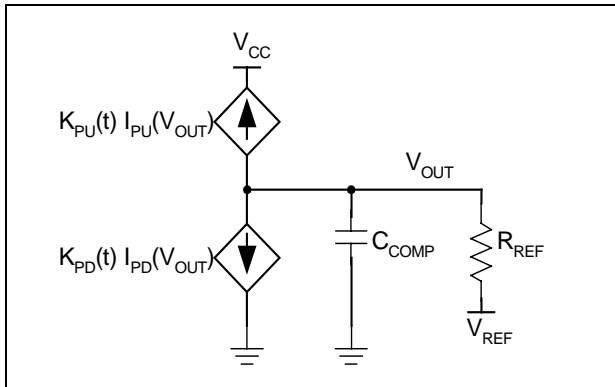 V_CC
K_PU(t) I_PU(V_OUT)
V_OUT
K_PD(t) I_PD(V_OUT)
C_COMP
R_REF
V_REF